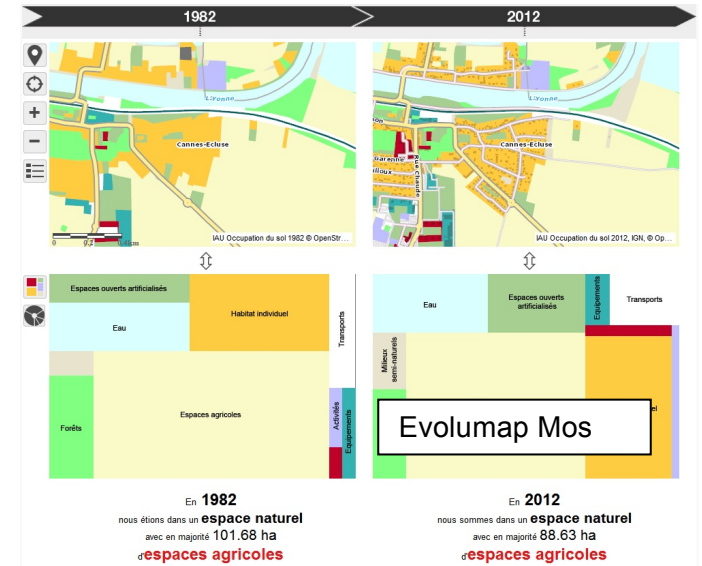 1982
2012
L'Yonne
Cannes-Ecluse
IAU Occupation du sol 1982 © OpenStr...
L'Yonne
Cannes-Ecluse
Rue Chaude
IAU Occupation du sol 2012, IGN, © Op...
Espaces ouverts artificialisés
Eau
Habitat individuel
Transports
Forêts
Espaces agricoles
Activités
Equipements
Eau
Espaces ouverts
artificialisés
Equipements
Transports
Milieux
semi-naturels
Evolumap Mos
En 1982
nous étions dans un espace naturel
avec en majorité 101.68 ha
d'espaces agricoles
En 2012
nous sommes dans un espace naturel
avec en majorité 88.63 ha
d'espaces agricoles